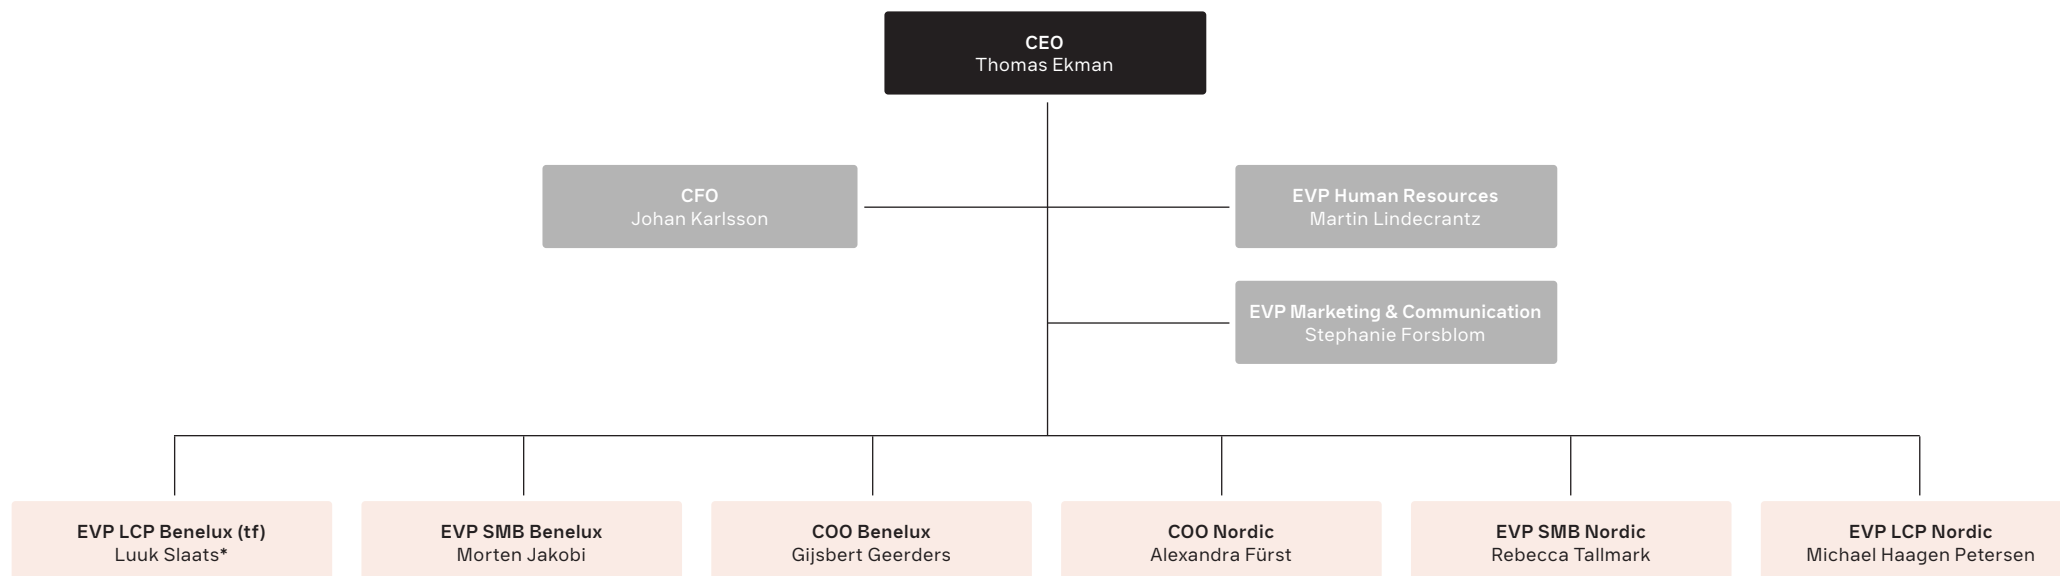 CEO
Thomas Ekman
CFO
Johan Karlsson
EVP Human Resources
Martin Lindecrantz
EVP Marketing & Communication
Stephanie Forsblom
EVP LCP Benelux (tf)
Luuk Slaats*
EVP SMB Benelux
Morten Jakobi
COO Benelux
Gijsbert Geerders
COO Nordic
Alexandra Fürst
EVP SMB Nordic
Rebecca Tallmark
EVP LCP Nordic
Michael Haagen Petersen